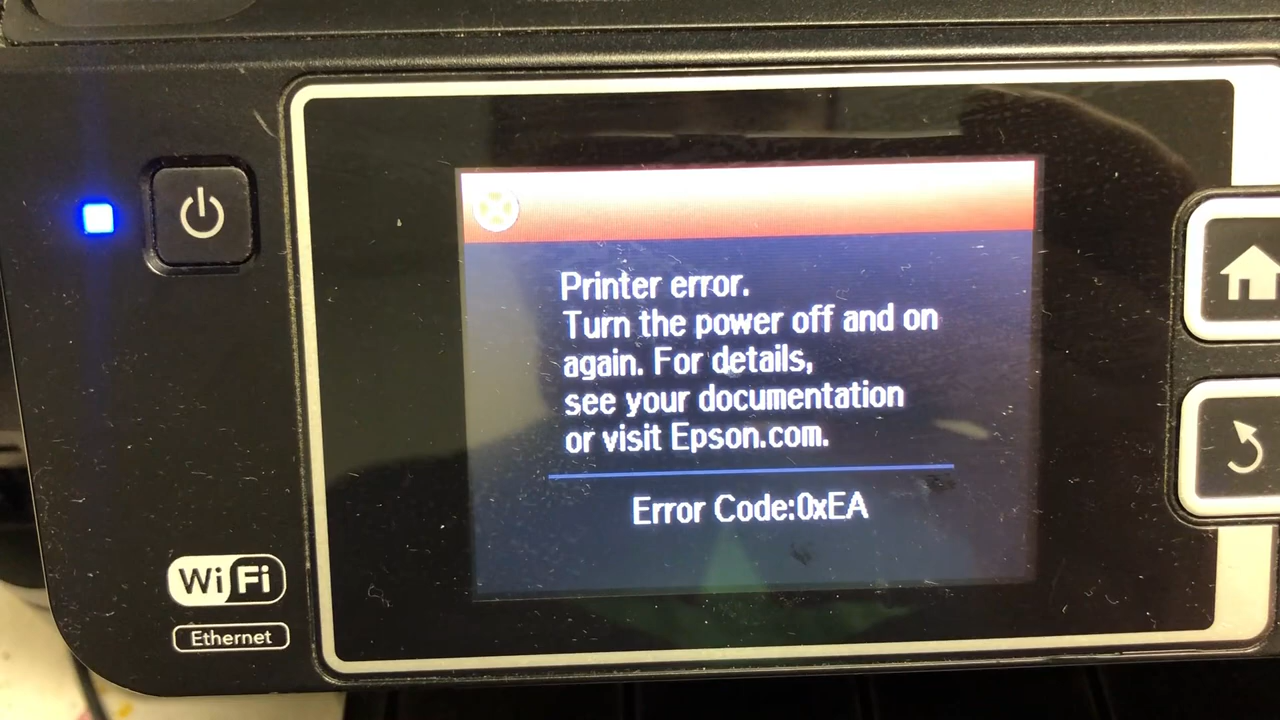 Printer error.
Turn the power off and on
again. For details,
see your documentation
or visit Epson.com.
Error Code:0xEA
WiFi
Ethernet